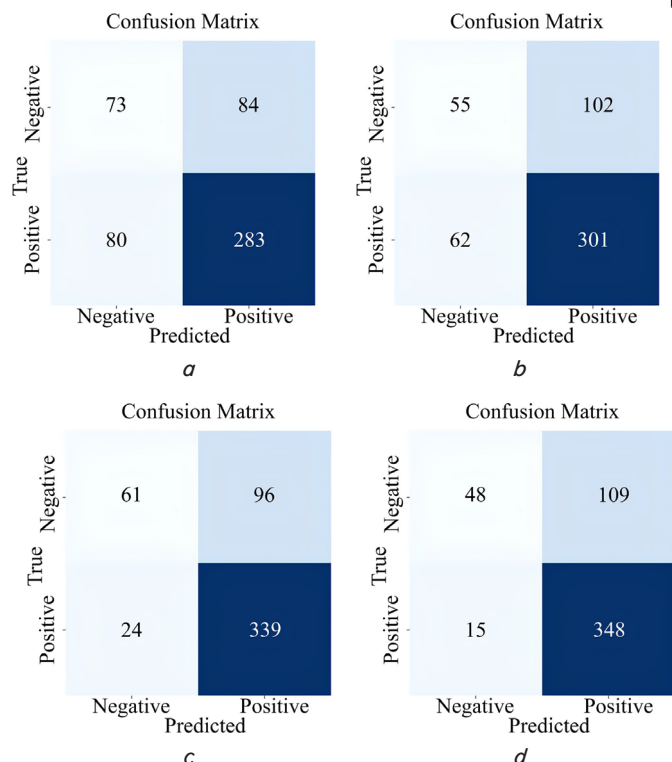 Confusion Matrix
Negative 73 84
True
Positive 80 283
Negative Positive
Predicted
a
Confusion Matrix
Negative 55 102
True
Positive 62 301
Negative Positive
Predicted
b
Confusion Matrix
Negative 61 96
True
Positive 24 339
Negative Positive
Predicted
c
Confusion Matrix
Negative 48 109
True
Positive 15 348
Negative Positive
Predicted
d